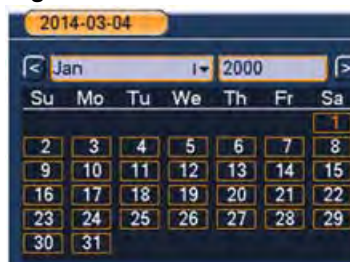 2014-03-04
< Jan 2000 >
Su Mo Tu We Th Fr Sa
1
2 3 4 5 6 7 8
9 10 11 12 13 14 15
16 17 18 19 20 21 22
23 24 25 26 27 28 29
30 31